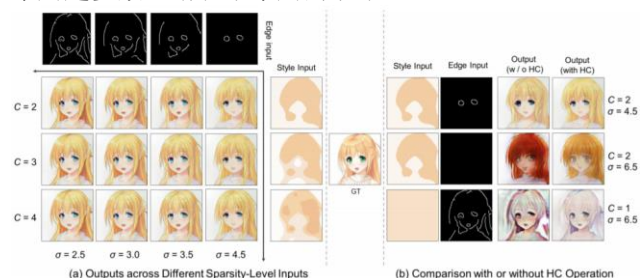 Edge input
Style Input
C = 2
C = 3
C = 4
σ = 2.5
σ = 3.0
σ = 3.5
σ = 4.5
GT
(a) Outputs across Different Sparsity-Level Inputs
Style Input
Edge Input
Output
(w / o HC)
Output
(with HC)
C = 2
σ = 4.5
C = 2
σ = 6.5
C = 1
σ = 6.5
(b) Comparison with or without HC Operation